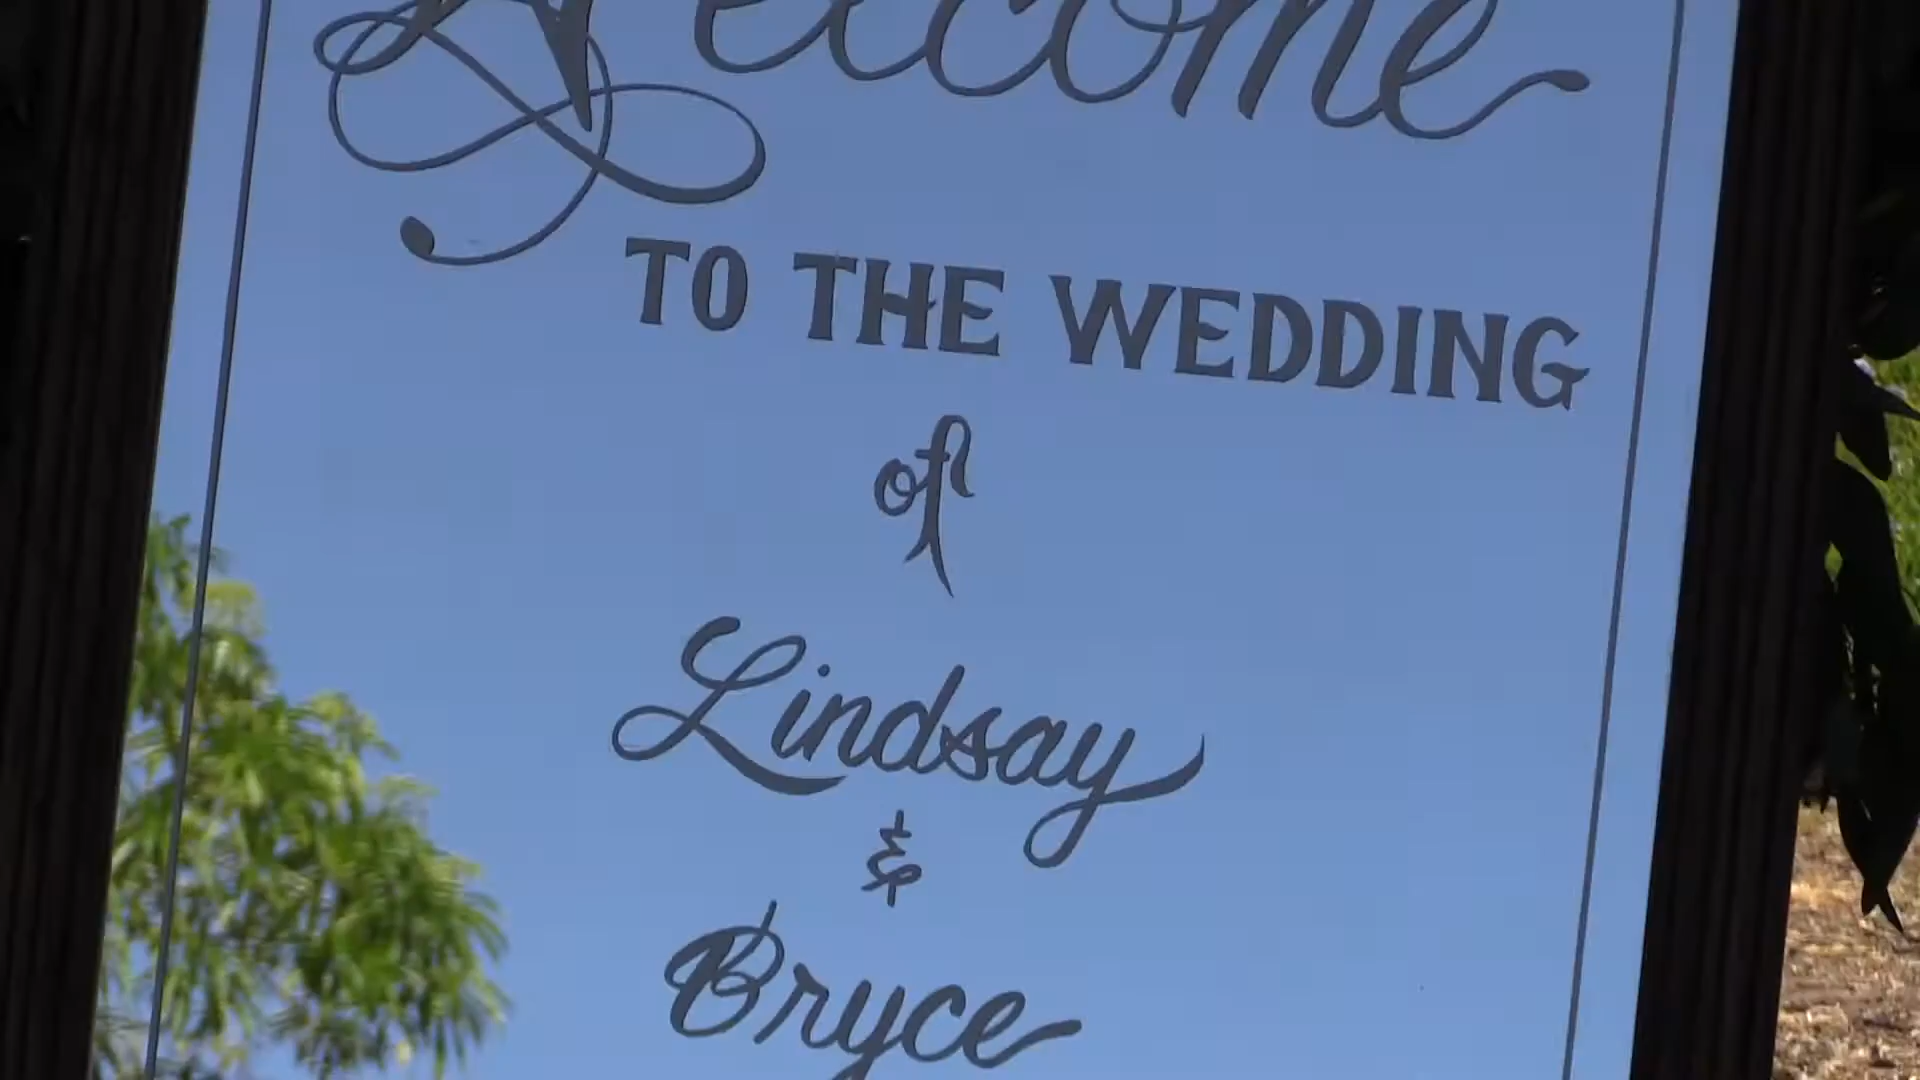 Welcome
TO THE WEDDING
of
Lindsay
&
Bryce